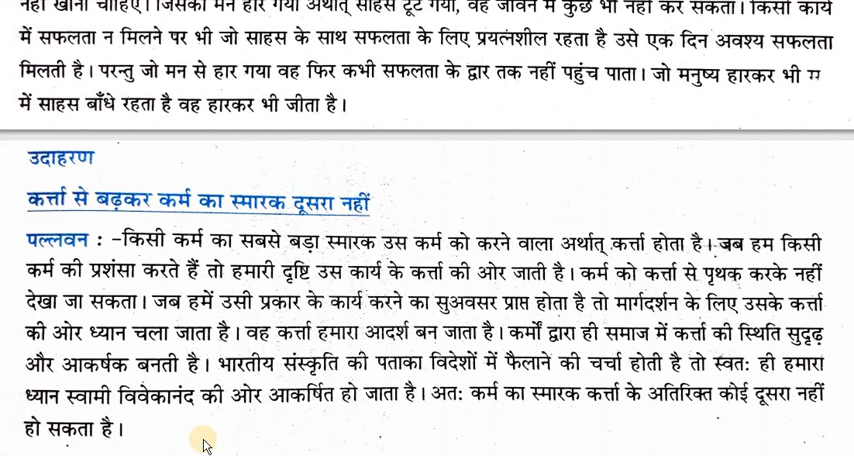 नहीं खोनी चाहिए। जिसका मन हार गया अर्थात् साहस टूट गया, वह जीवन में कुछ भी नहीं कर सकता। किसी कार्य
में सफलता न मिलने पर भी जो साहस के साथ सफलता के लिए प्रयत्नशील रहता है उसे एक दिन अवश्य सफलता
मिलती है। परन्तु जो मन से हार गया वह फिर कभी सफलता के द्वार तक नहीं पहुंच पाता। जो मनुष्य हारकर भी
में साहस बाँधे रहता है वह हारकर भी जीता है।
उदाहरण
कर्त्ता से बढ़कर कर्म का स्मारक दूसरा नहीं
पल्लवन : -किसी कर्म का सबसे बड़ा स्मारक उस कर्म को करने वाला अर्थात् कर्त्ता होता है। जब हम किसी
कर्म की प्रशंसा करते हैं तो हमारी दृष्टि उस कार्य के कर्त्ता की ओर जाती है। कर्म को कर्त्ता से पृथक करके नहीं
देखा जा सकता। जब हमें उसी प्रकार के कार्य करने का सुअवसर प्राप्त होता है तो मार्गदर्शन के लिए उसके कर्त्ता
की ओर ध्यान चला जाता है। वह कर्त्ता हमारा आदर्श बन जाता है। कर्मों द्वारा ही समाज में कर्त्ता की स्थिति सुदृढ़
और आकर्षक बनती है। भारतीय संस्कृति की पताका विदेशों में फैलाने की चर्चा होती है तो स्वत: ही हमारा
ध्यान स्वामी विवेकानंद की ओर आकर्षित हो जाता है। अत: कर्म का स्मारक कर्त्ता के अतिरिक्त कोई दूसरा नहीं
हो सकता है।